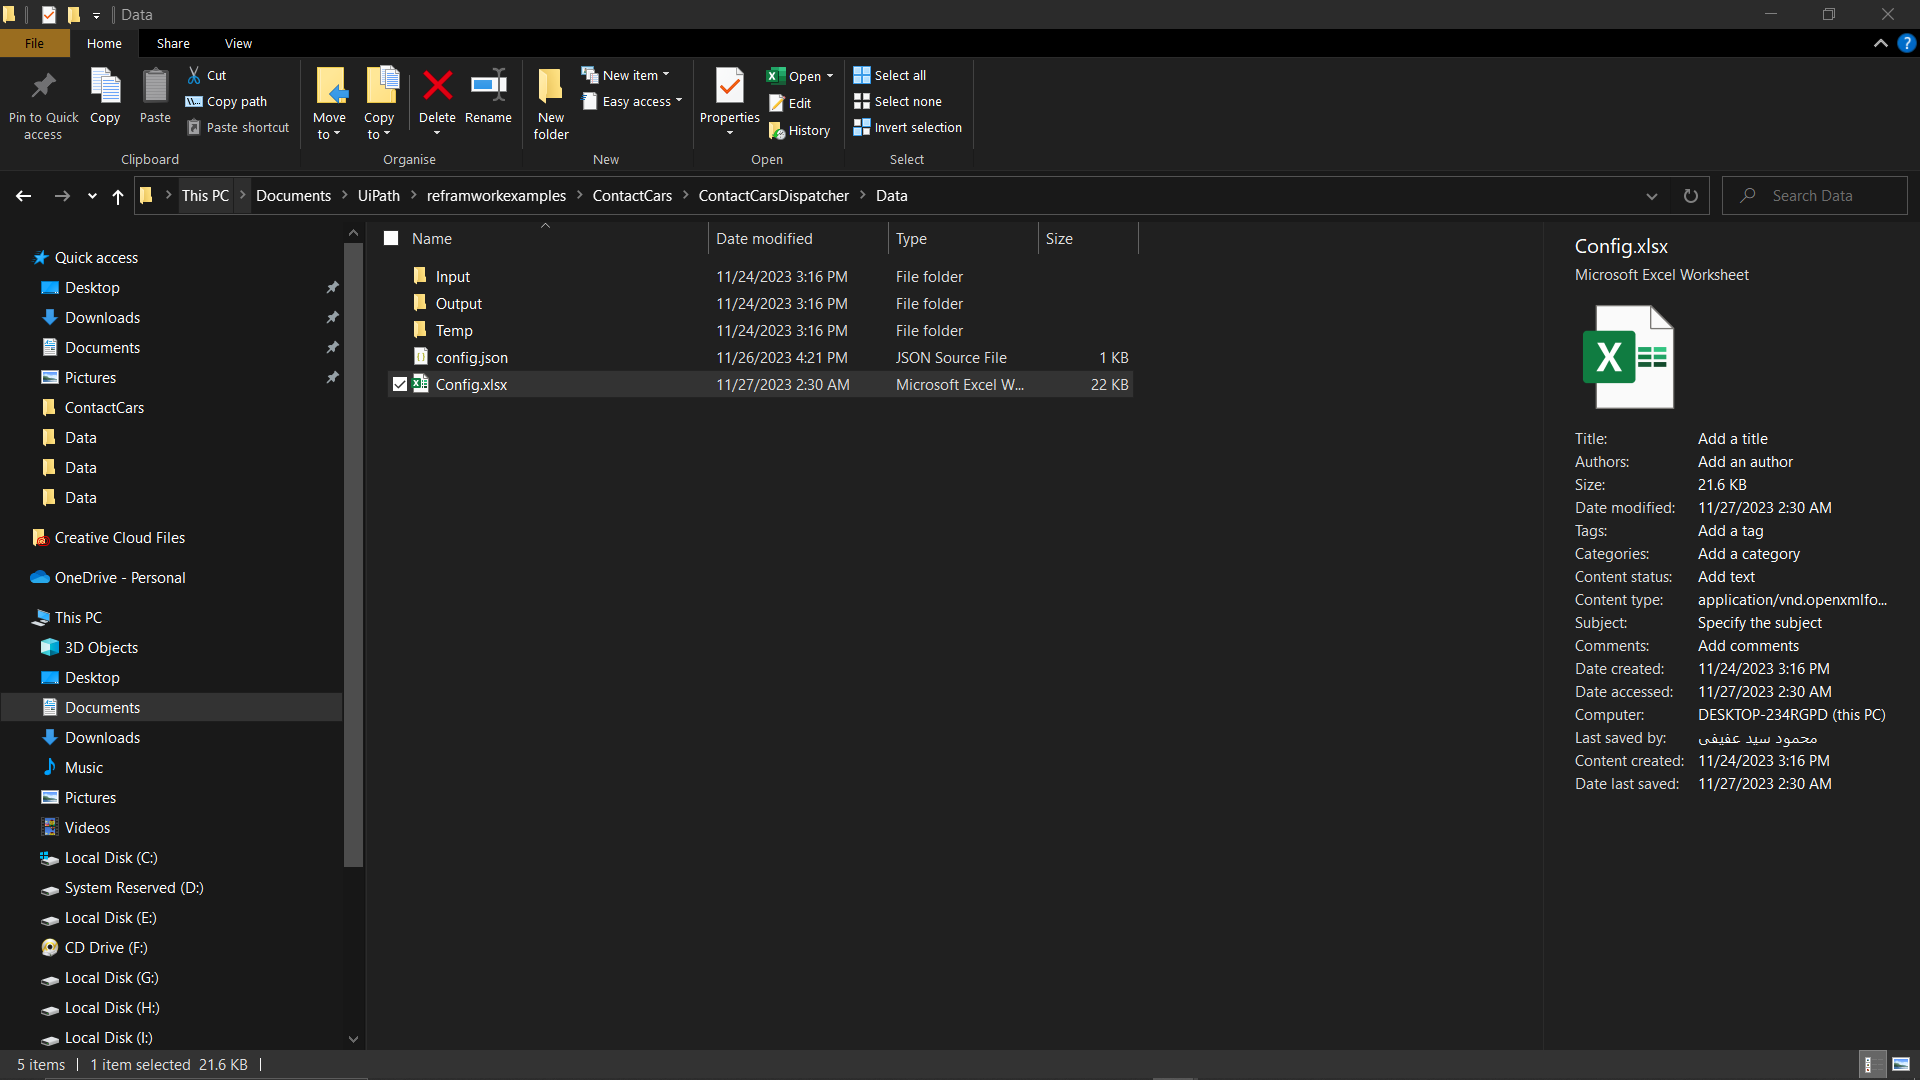 Data
File Home Share View
Pin to Quick access
Copy
Paste
Cut
Copy path
Paste shortcut
Clipboard
Move to
Copy to
Delete
Rename
Organise
New folder
New item
Easy access
New
Properties
Open
Edit
History
Open
Select all
Select none
Invert selection
Select
This PC Documents UiPath reframworkexamples ContactCars ContactCarsDispatcher Data
Search Data
Quick access
Desktop
Downloads
Documents
Pictures
ContactCars
Data
Data
Data
Creative Cloud Files
OneDrive - Personal
This PC
3D Objects
Desktop
Documents
Downloads
Music
Pictures
Videos
Local Disk (C:)
System Reserved (D:)
Local Disk (E:)
CD Drive (F:)
Local Disk (G:)
Local Disk (H:)
Local Disk (I:)
Name Date modified Type Size
Input 11/24/2023 3:16 PM File folder
Output 11/24/2023 3:16 PM File folder
Temp 11/24/2023 3:16 PM File folder
config.json 11/26/2023 4:21 PM JSON Source File 1 KB
Config.xlsx 11/27/2023 2:30 AM Microsoft Excel W... 22 KB
Config.xlsx
Microsoft Excel Worksheet
Title: Add a title
Authors: Add an author
Size: 21.6 KB
Date modified: 11/27/2023 2:30 AM
Tags: Add a tag
Categories: Add a category
Content status: Add text
Content type: application/vnd.openxmlfo...
Subject: Specify the subject
Comments: Add comments
Date created: 11/24/2023 3:16 PM
Date accessed: 11/27/2023 2:30 AM
Computer: DESKTOP-234RGPD (this PC)
Last saved by: محمود سيد عفيفى
Content created: 11/24/2023 3:16 PM
Date last saved: 11/27/2023 2:30 AM
5 items 1 item selected 21.6 KB